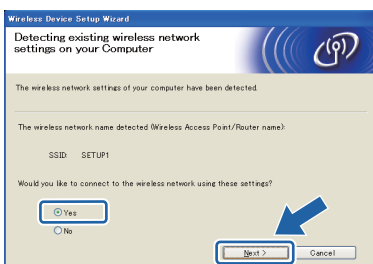 Wireless Device Setup Wizard
Detecting existing wireless network
settings on your Computer
The wireless network settings of your computer have been detected.
The wireless network name detected (Wireless Access Point/Router name):
SSID: SETUP1
Would you like to connect to the wireless network using these settings?
Yes
No
Next > Cancel